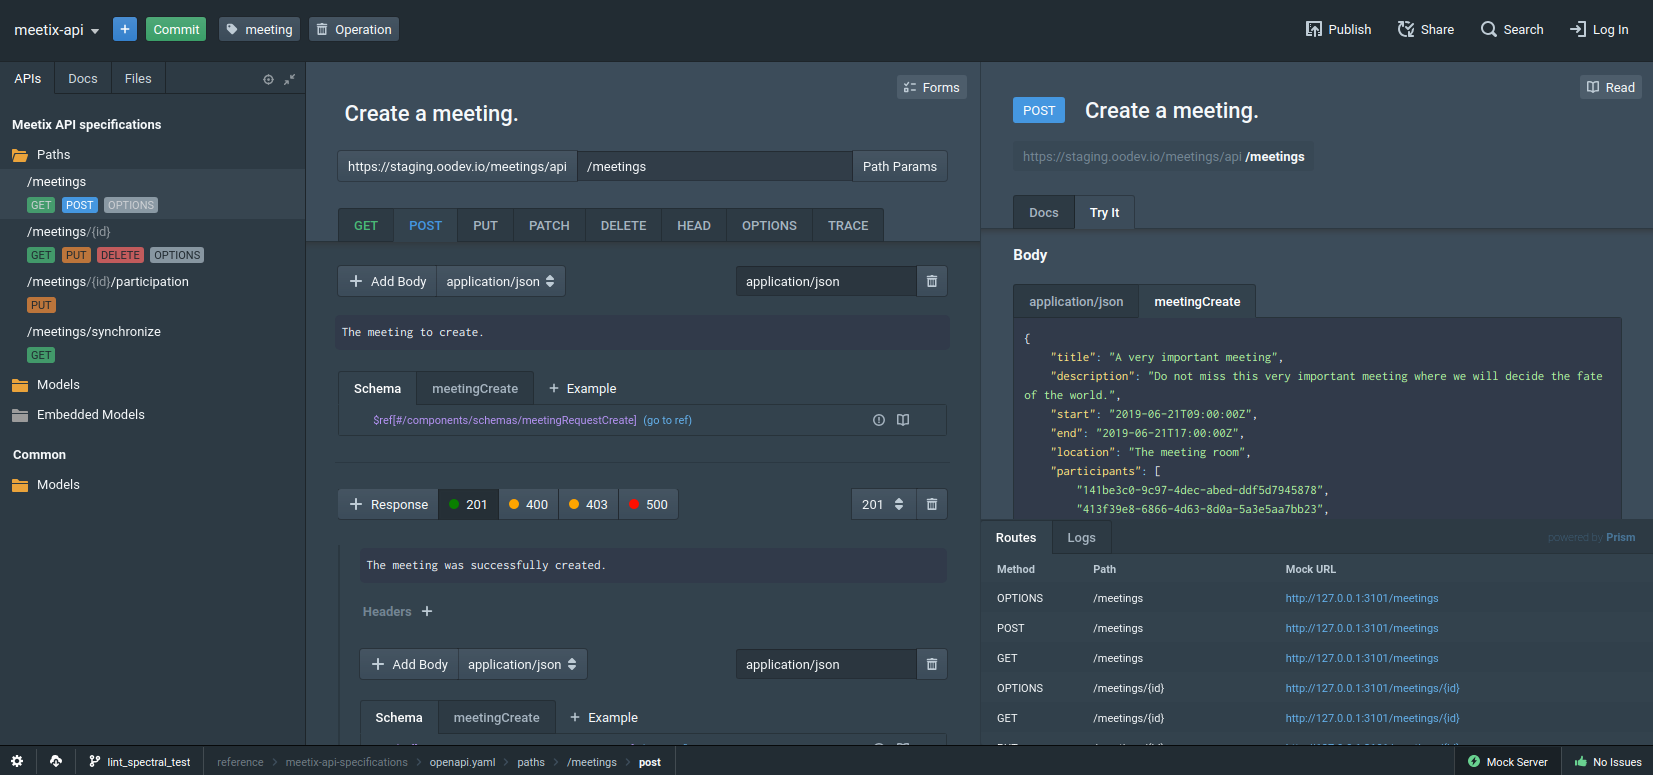 meetix-api
+
Commit
meeting
Operation
Publish
Share
Search
Log In
APIs
Docs
Files
Meetix API specifications
Paths
/meetings
GET POST OPTIONS
/meetings/{id}
GET PUT DELETE OPTIONS
/meetings/{id}/participation
PUT
/meetings/synchronize
GET
Models
Embedded Models
Common
Models
Forms
Create a meeting.
https://staging.oodev.io/meetings/api /meetings Path Params
GET POST PUT PATCH DELETE HEAD OPTIONS TRACE
+ Add Body application/json application/json
The meeting to create.
Schema meetingCreate + Example
$ref[#/components/schemas/meetingRequestCreate] (go to ref)
+ Response 201 400 403 500 201
The meeting was successfully created.
Headers +
+ Add Body application/json application/json
Schema meetingCreate + Example
Read
POST Create a meeting.
https://staging.oodev.io/meetings/api /meetings
Docs Try It
Body
application/json meetingCreate
{
"title": "A very important meeting",
"description": "Do not miss this very important meeting where we will decide the fate
of the world.",
"start": "2019-06-21T09:00:00Z",
"end": "2019-06-21T17:00:00Z",
"location": "The meeting room",
"participants": [
"141be3c0-9c97-4dec-abed-ddf5d7945878",
"413f39e8-6866-4d63-8d0a-5a3e5aa7bb23",
Routes Logs powered by Prism
Method Path Mock URL
OPTIONS /meetings http://127.0.0.1:3101/meetings
POST /meetings http://127.0.0.1:3101/meetings
GET /meetings http://127.0.0.1:3101/meetings
OPTIONS /meetings/{id} http://127.0.0.1:3101/meetings/{id}
GET /meetings/{id} http://127.0.0.1:3101/meetings/{id}
lint_spectral_test reference > meetix-api-specifications > openapi.yaml > paths > /meetings > post Mock Server No Issues